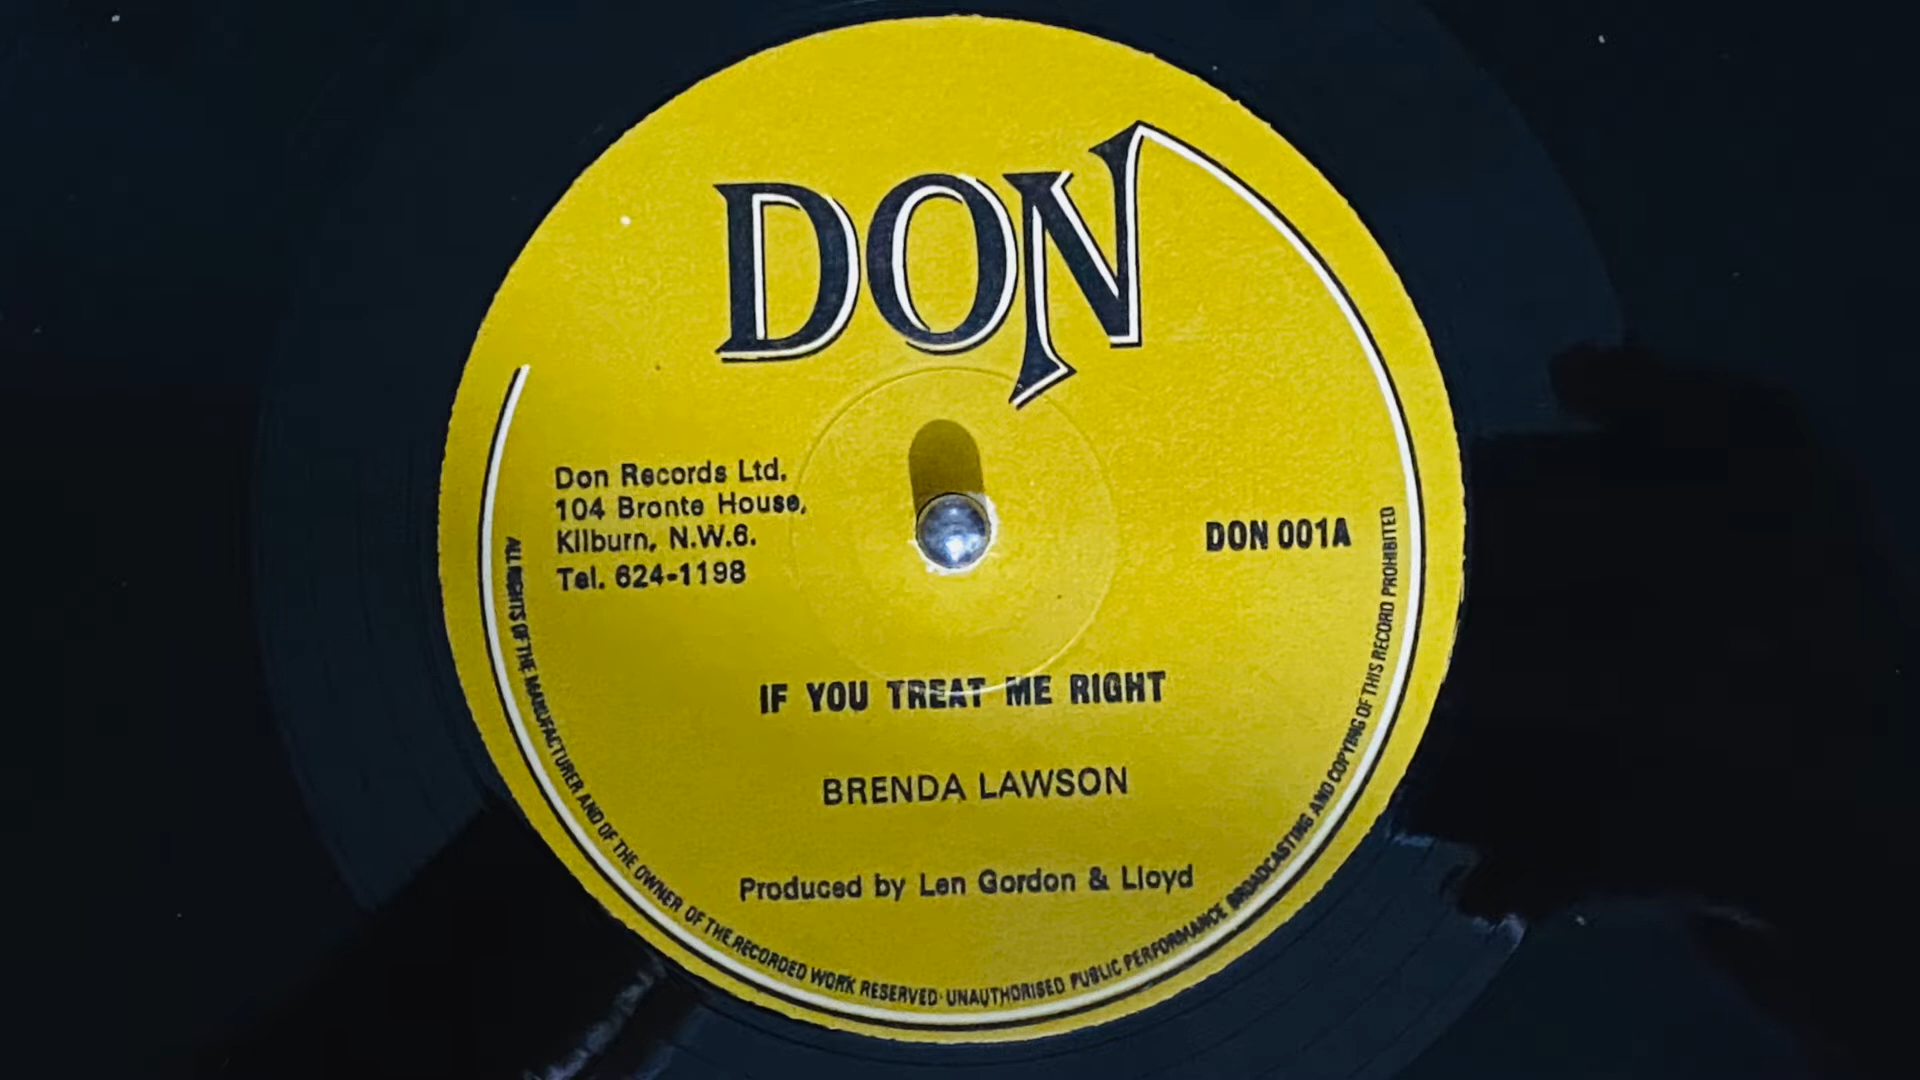 DON
Don Records Ltd.
104 Bronte House,
Kilburn, N.W.6.
Tel. 624-1198
DON 001A
IF YOU TREAT ME RIGHT
BRENDA LAWSON
Produced by Len Gordon & Lloyd
ALL RIGHTS OF THE MANUFACTURER AND OF THE OWNER OF THE RECORDED WORK RESERVED · UNAUTHORISED PUBLIC PERFORMANCE BROADCASTING AND COPYING OF THIS RECORD PROHIBITED